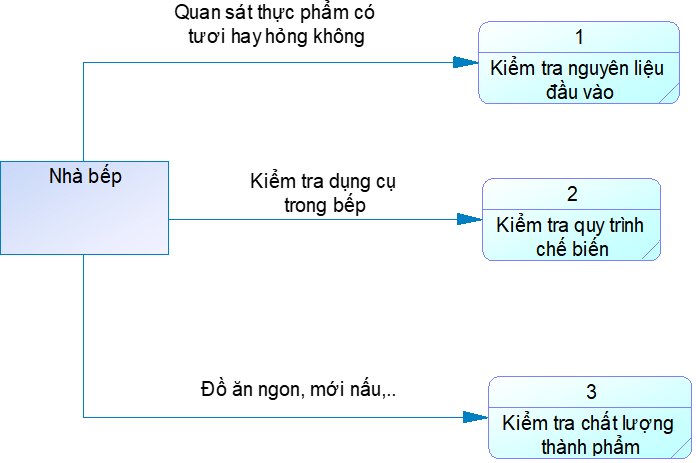 Quan sát thực phẩm có
tươi hay hỏng không
1
Kiểm tra nguyên liệu
đầu vào
Nhà bếp
Kiểm tra dụng cụ
trong bếp
2
Kiểm tra quy trình
chế biến
Đồ ăn ngon, mới nấu,..
3
Kiểm tra chất lượng
thành phẩm